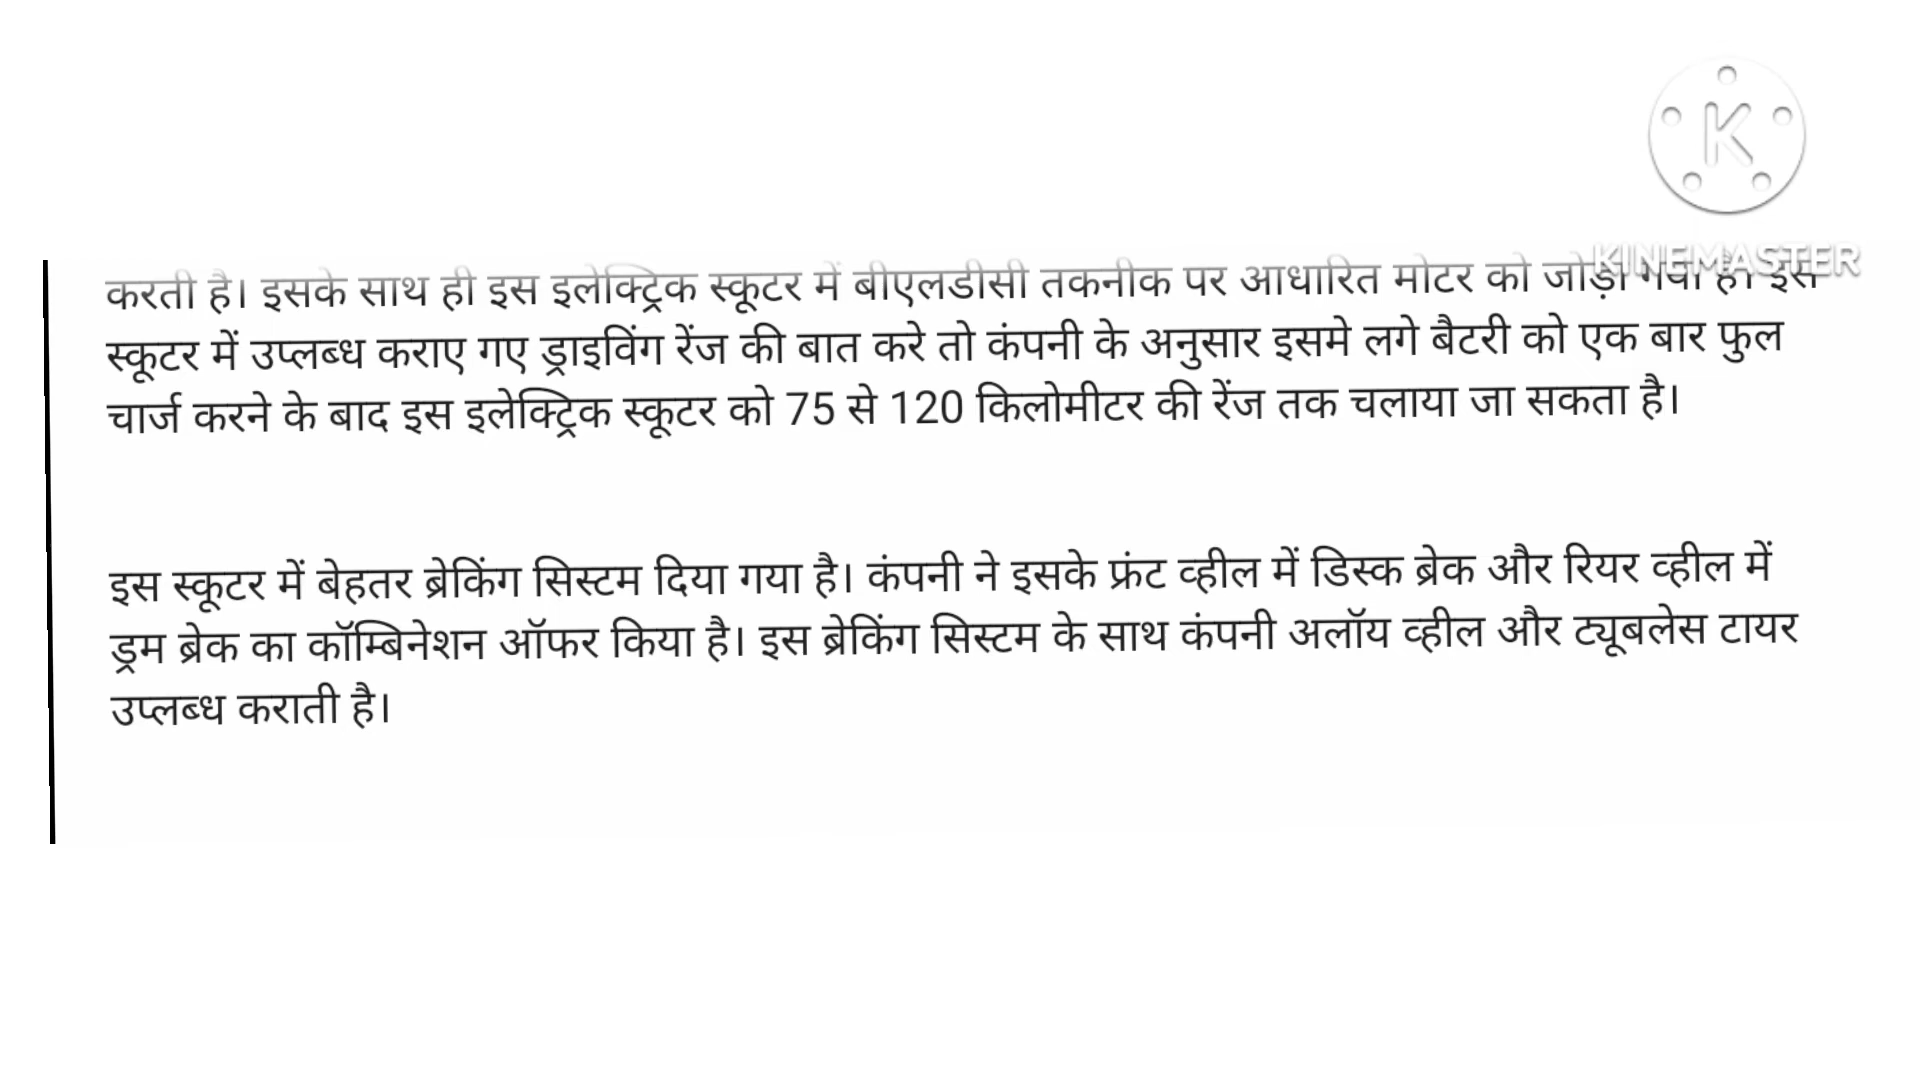 K
KINEMASTER
करती है। इसके साथ ही इस इलेक्ट्रिक स्कूटर में बीएलडीसी तकनीक पर आधारित मोटर को जोड़ा गया है। इस
स्कूटर में उप्लब्ध कराए गए ड्राइविंग रेंज की बात करे तो कंपनी के अनुसार इसमे लगे बैटरी को एक बार फुल
चार्ज करने के बाद इस इलेक्ट्रिक स्कूटर को 75 से 120 किलोमीटर की रेंज तक चलाया जा सकता है।
इस स्कूटर में बेहतर ब्रेकिंग सिस्टम दिया गया है। कंपनी ने इसके फ्रंट व्हील में डिस्क ब्रेक और रियर व्हील में
ड्रम ब्रेक का कॉम्बिनेशन ऑफर किया है। इस ब्रेकिंग सिस्टम के साथ कंपनी अलॉय व्हील और ट्यूबलेस टायर
उप्लब्ध कराती है।